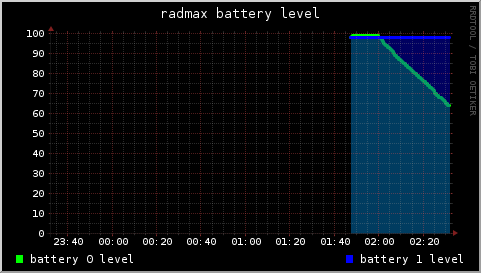 radmax battery level
RRDTOOL / TOBI OETIKER
100
90
80
70
60
50
40
30
20
10
0
23:40 00:00 00:20 00:40 01:00 01:20 01:40 02:00 02:20
battery 0 level battery 1 level